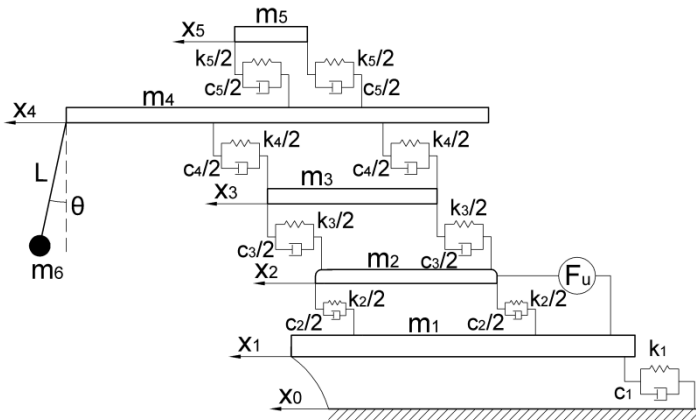 m5
x5
k5/2
k5/2
c5/2
c5/2
m4
x4
k4/2
k4/2
L
c4/2
c4/2
m3
θ
x3
k3/2
k3/2
c3/2
c3/2
m6
m2
x2
Fu
k2/2
k2/2
c2/2
c2/2
m1
x1
k1
c1
x0